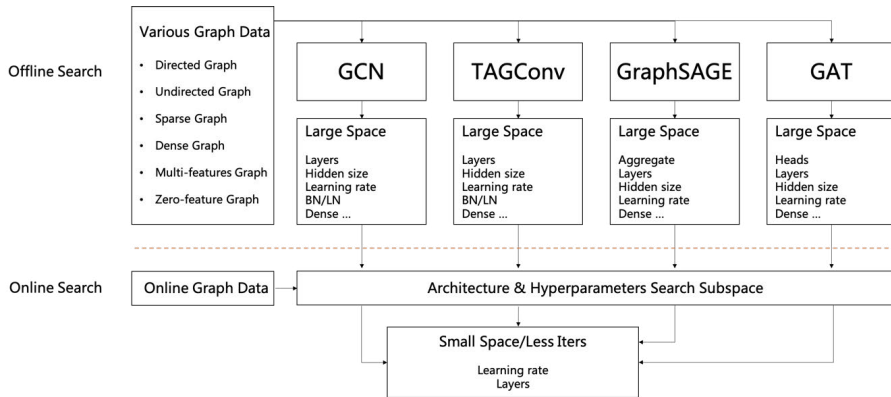 Offline Search
Various Graph Data
• Directed Graph
• Undirected Graph
• Sparse Graph
• Dense Graph
• Multi-features Graph
• Zero-feature Graph
GCN
Large Space
Layers
Hidden size
Learning rate
BN/LN
Dense ...
TAGConv
Large Space
Layers
Hidden size
Learning rate
BN/LN
Dense ...
GraphSAGE
Large Space
Aggregate
Layers
Hidden size
Learning rate
Dense ...
GAT
Large Space
Heads
Layers
Hidden size
Learning rate
Dense ...
Online Search
Online Graph Data
Architecture & Hyperparameters Search Subspace
Small Space/Less Iters
Learning rate
Layers